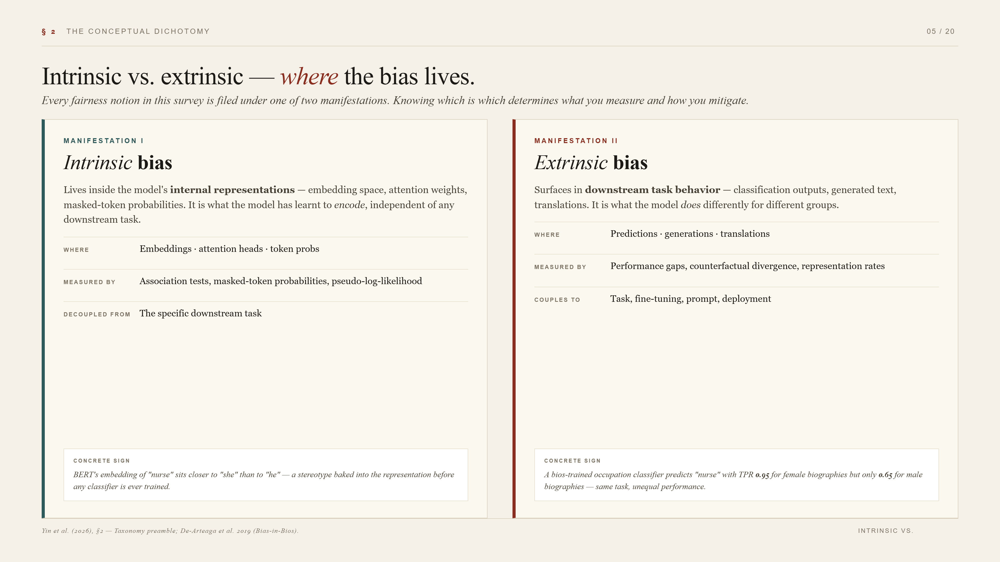 § 2 THE CONCEPTUAL DICHOTOMY
05 / 20
Intrinsic vs. extrinsic — where the bias lives.
Every fairness notion in this survey is filed under one of two manifestations. Knowing which is which determines what you measure and how you mitigate.
MANIFESTATION I
Intrinsic bias
Lives inside the model's internal representations — embedding space, attention weights,
masked-token probabilities. It is what the model has learnt to encode, independent of any
downstream task.
WHERE Embeddings · attention heads · token probs
MEASURED BY Association tests, masked-token probabilities, pseudo-log-likelihood
DECOUPLED FROM The specific downstream task
CONCRETE SIGN
BERT's embedding of "nurse" sits closer to "she" than to "he" — a stereotype baked into the representation before
any classifier is ever trained.
MANIFESTATION II
Extrinsic bias
Surfaces in downstream task behavior — classification outputs, generated text,
translations. It is what the model does differently for different groups.
WHERE Predictions · generations · translations
MEASURED BY Performance gaps, counterfactual divergence, representation rates
COUPLES TO Task, fine-tuning, prompt, deployment
CONCRETE SIGN
A bios-trained occupation classifier predicts "nurse" with TPR 0.95 for female biographies but only 0.65 for male
biographies — same task, unequal performance.
Yin et al. (2026), §2 — Taxonomy preamble; De-Arteaga et al. 2019 (Bias-in-Bios).
INTRINSIC VS.